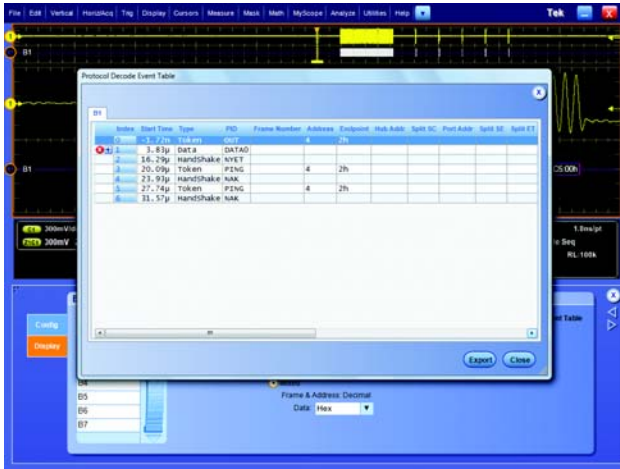 File Edit Vertical Horiz/Acq Trig Display Cursors Measure Mask Math MyScope Analyze Utilities Help Tek
B1
Protocol Decode Event Table
B1
Index Start Time Type PID Frame Number Address Endpoint Hub Addr Split SC Port Addr Split SE Split ET
0 -1.72n Token OUT 4 2h
1 3.83µ Data DATA0
2 16.29µ HandShake NYET
3 20.09µ Token PING 4 2h
4 23.93µ HandShake NAK
5 27.74µ Token PING 4 2h
6 31.57µ HandShake NAK
B1
C5:00h
300mV/d
300mV
1.0ns/pt
Seq
RL:100k
Config
Display
Table
Export Close
B4
B5
B6
B7
Mixed
Frame & Address: Decimal
Data: Hex